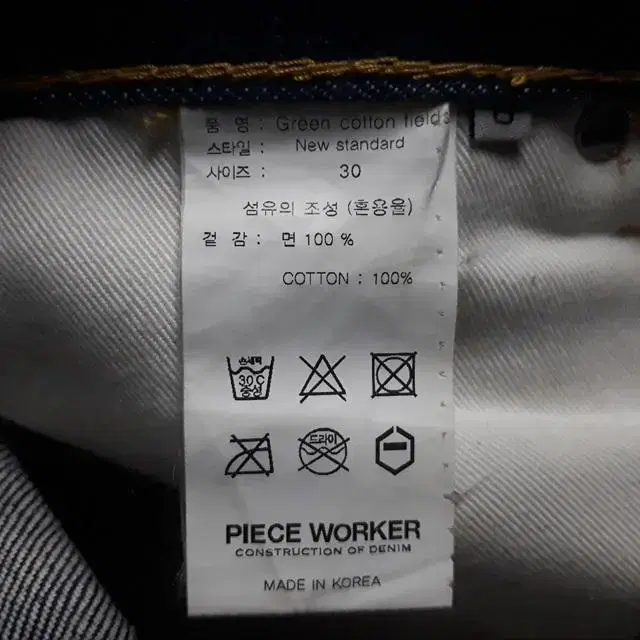 품 명 : Green cotton fields
스타일 : New standard
사이즈 : 30
섬유의 조성 (혼용율)
겉 감 : 면 100 %
COTTON : 100%
손세탁
30℃
중성
드라이
PIECE WORKER
CONSTRUCTION OF DENIM
MADE IN KOREA